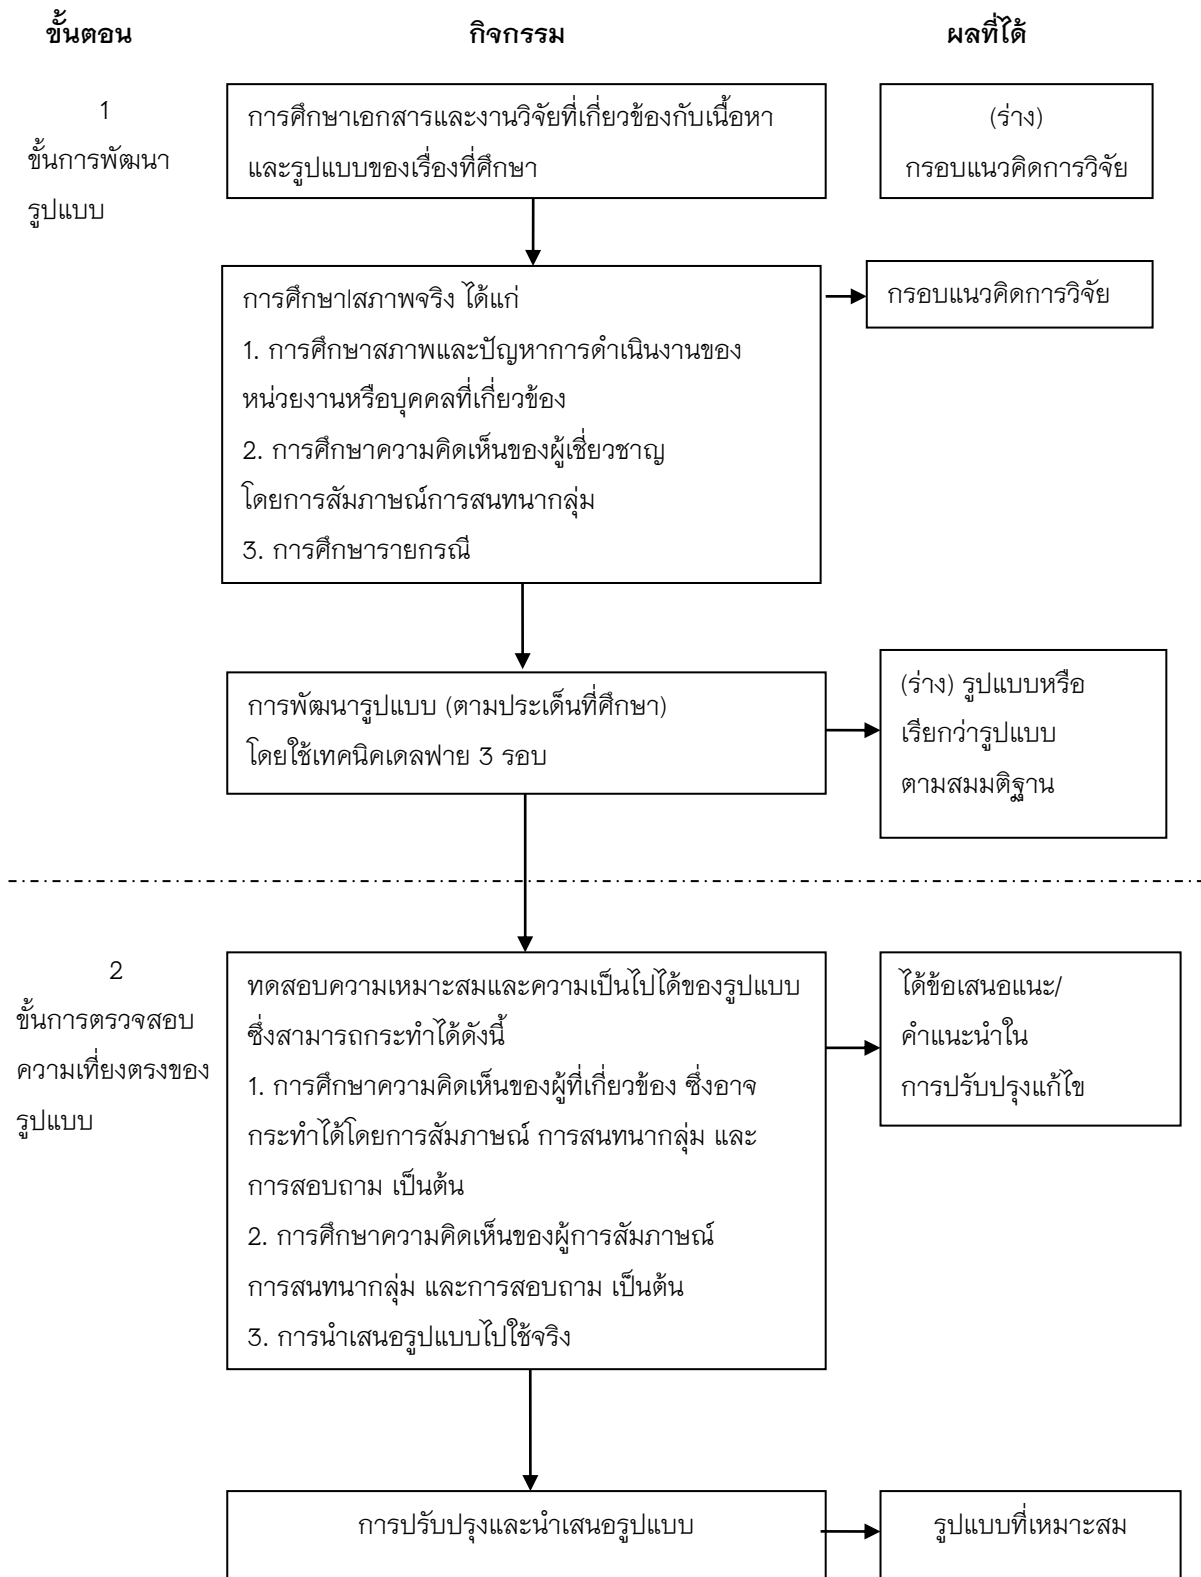 ขั้นตอน
กิจกรรม
ผลที่ได้
1
ขั้นการพัฒนา
รูปแบบ
การศึกษาเอกสารและงานวิจัยที่เกี่ยวข้องกับเนื้อหา
และรูปแบบของเรื่องที่ศึกษา
(ร่าง)
กรอบแนวคิดการวิจัย
การศึกษาlสภาพจริง ได้แก่
1. การศึกษาสภาพและปัญหาการดำเนินงานของ
หน่วยงานหรือบุคคลที่เกี่ยวข้อง
2. การศึกษาความคิดเห็นของผู้เชี่ยวชาญ
โดยการสัมภาษณ์การสนทนากลุ่ม
3. การศึกษารายกรณี
กรอบแนวคิดการวิจัย
การพัฒนารูปแบบ (ตามประเด็นที่ศึกษา)
โดยใช้เทคนิคเดลฟาย 3 รอบ
(ร่าง) รูปแบบหรือ
เรียกว่ารูปแบบ
ตามสมมติฐาน
2
ขั้นการตรวจสอบ
ความเที่ยงตรงของ
รูปแบบ
ทดสอบความเหมาะสมและความเป็นไปได้ของรูปแบบ
ซึ่งสามารถกระทำได้ดังนี้
1. การศึกษาความคิดเห็นของผู้ที่เกี่ยวข้อง ซึ่งอาจ
กระทำได้โดยการสัมภาษณ์ การสนทนากลุ่ม และ
การสอบถาม เป็นต้น
2. การศึกษาความคิดเห็นของผู้การสัมภาษณ์
การสนทนากลุ่ม และการสอบถาม เป็นต้น
3. การนำเสนอรูปแบบไปใช้จริง
ได้ข้อเสนอแนะ/
คำแนะนำใน
การปรับปรุงแก้ไข
การปรับปรุงและนำเสนอรูปแบบ
รูปแบบที่เหมาะสม